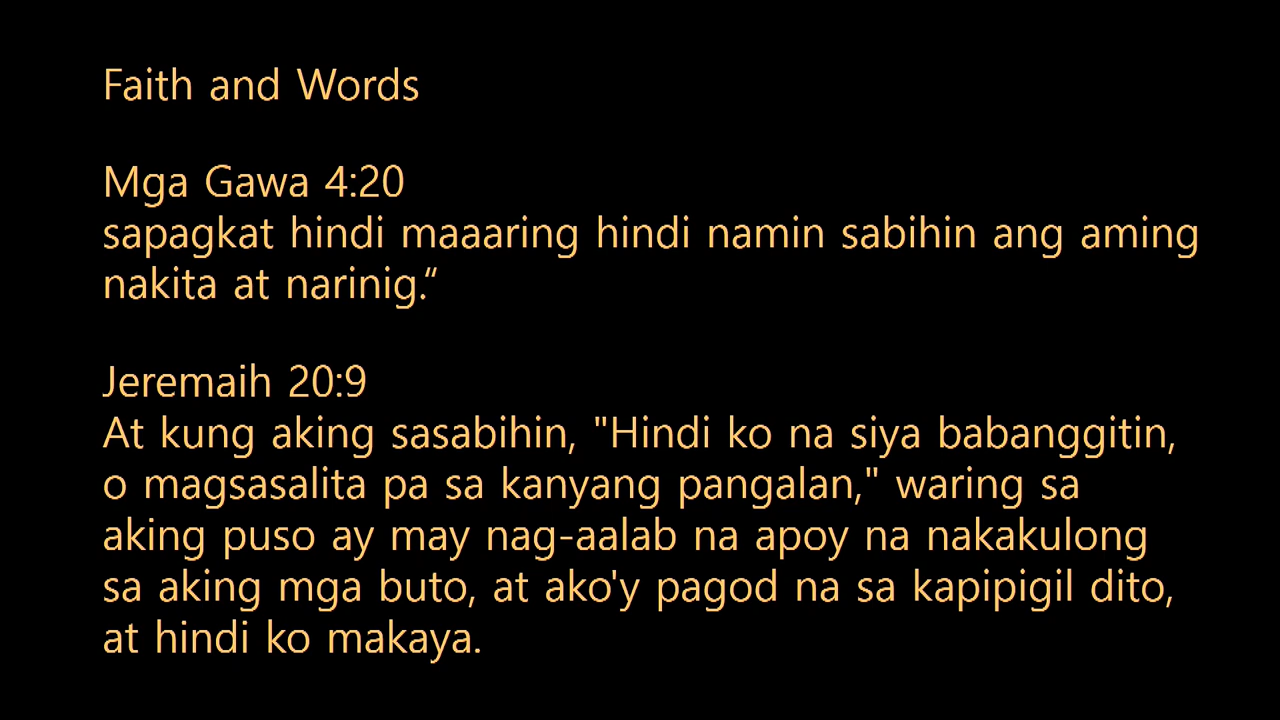 Faith and Words
Mga Gawa 4:20
sapagkat hindi maaaring hindi namin sabihin ang aming
nakita at narinig.“
Jeremaih 20:9
At kung aking sasabihin, "Hindi ko na siya babanggitin,
o magsasalita pa sa kanyang pangalan," waring sa
aking puso ay may nag-aalab na apoy na nakakulong
sa aking mga buto, at ako'y pagod na sa kapipigil dito,
at hindi ko makaya.